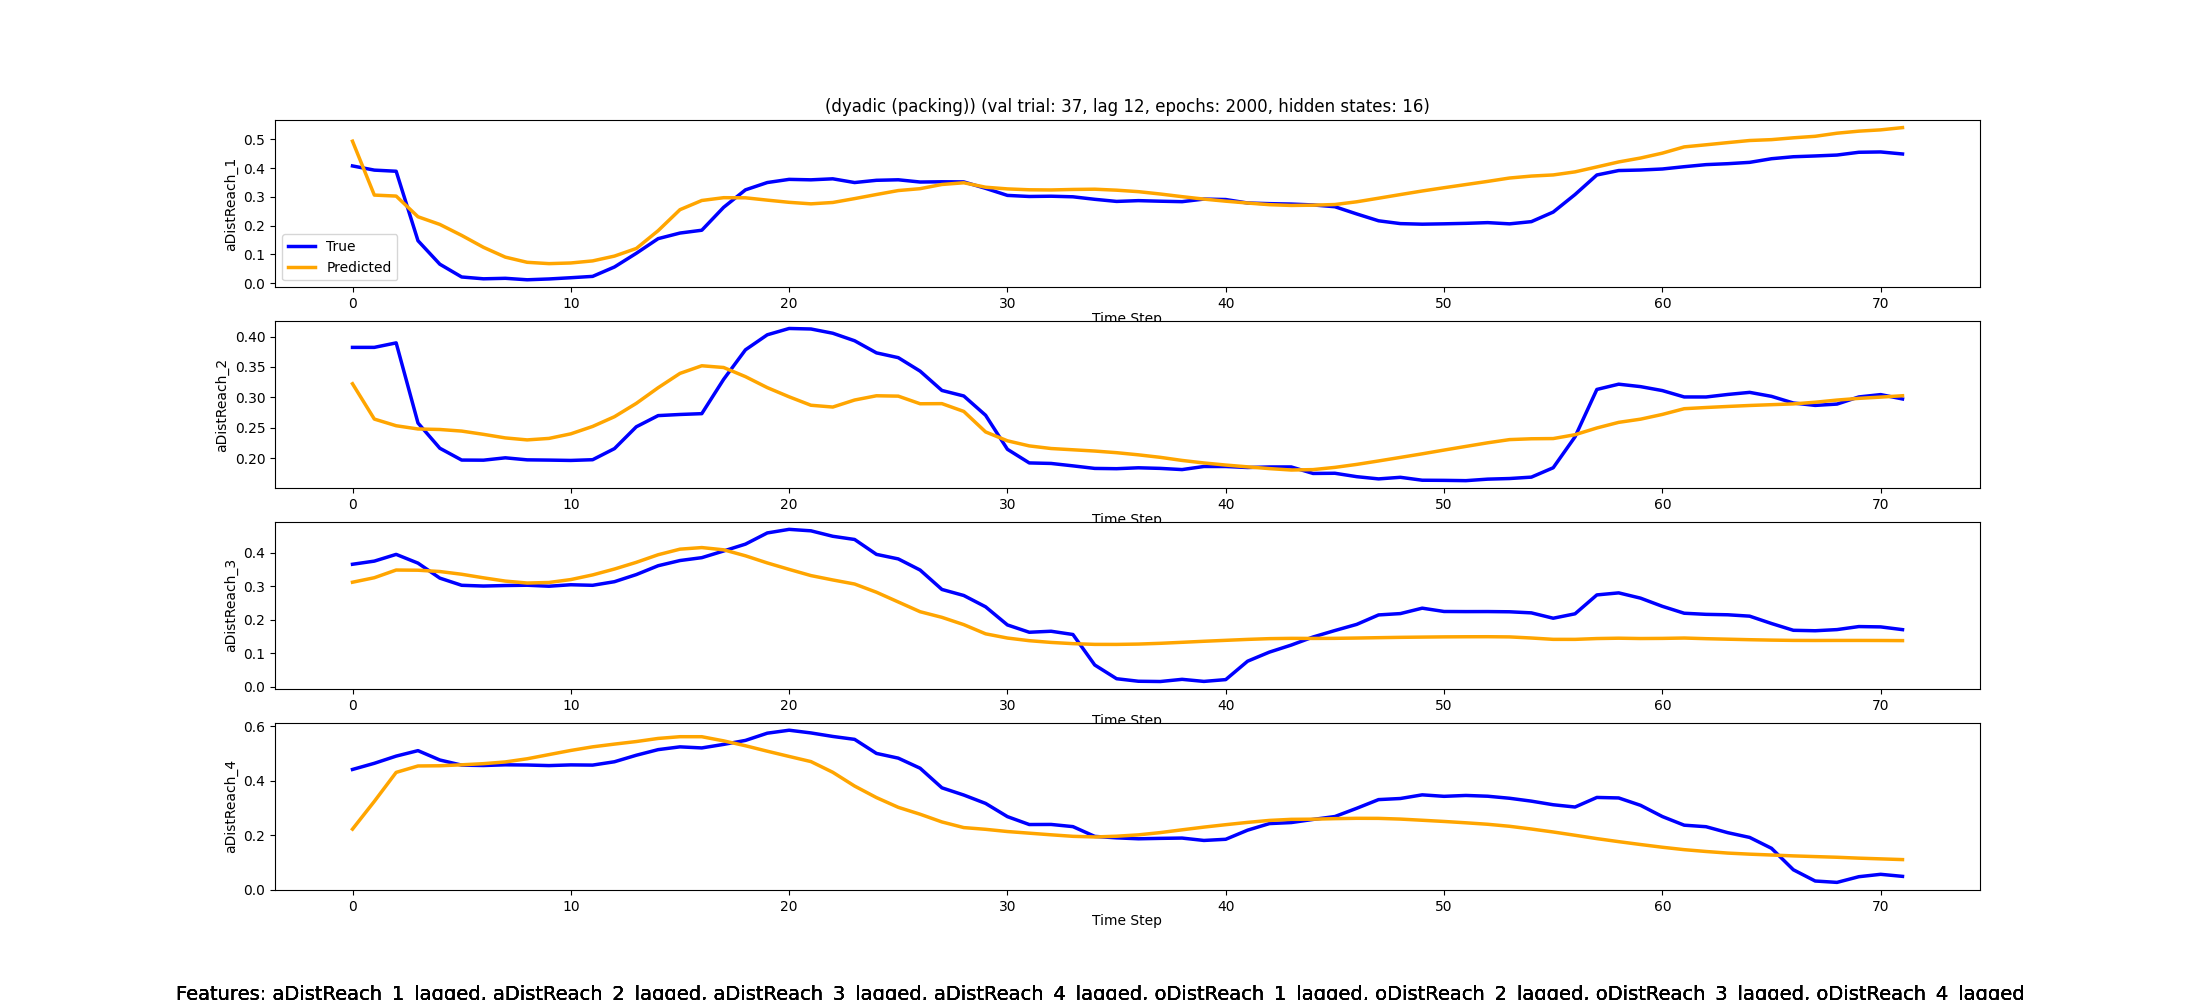 (dyadic (packing)) (val trial: 37, lag 12, epochs: 2000, hidden states: 16)
aDistReach_1
0.5
0.4
0.3
0.2
0.1
0.0
True
Predicted
0 10 20 30 40 50 60 70
Time Step
aDistReach_2
0.40
0.35
0.30
0.25
0.20
0 10 20 30 40 50 60 70
Time Step
aDistReach_3
0.4
0.3
0.2
0.1
0.0
0 10 20 30 40 50 60 70
Time Step
aDistReach_4
0.6
0.4
0.2
0.0
0 10 20 30 40 50 60 70
Time Step
Features: aDistReach_1_lagged, aDistReach_2_lagged, aDistReach_3_lagged, aDistReach_4_lagged, oDistReach_1_lagged, oDistReach_2_lagged, oDistReach_3_lagged, oDistReach_4_lagged